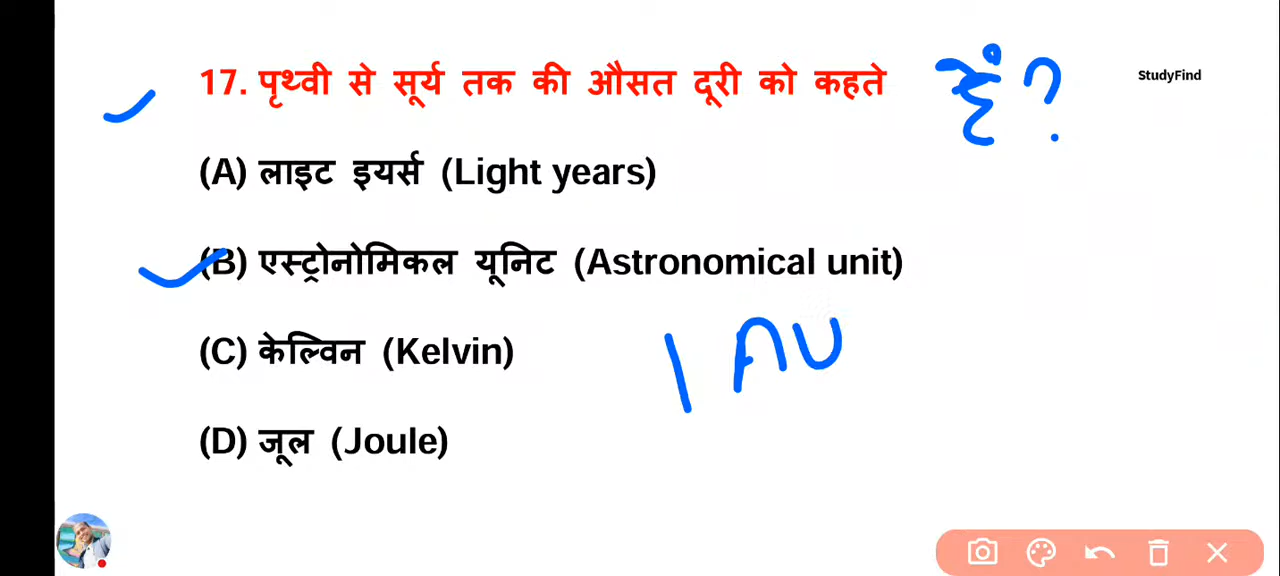 17. पृथ्वी से सूर्य तक की औसत दूरी को कहते हैं?
StudyFind
(A) लाइट इयर्स (Light years)
(B) एस्ट्रोनोमिकल यूनिट (Astronomical unit)
1 AU
(C) केल्विन (Kelvin)
(D) जूल (Joule)